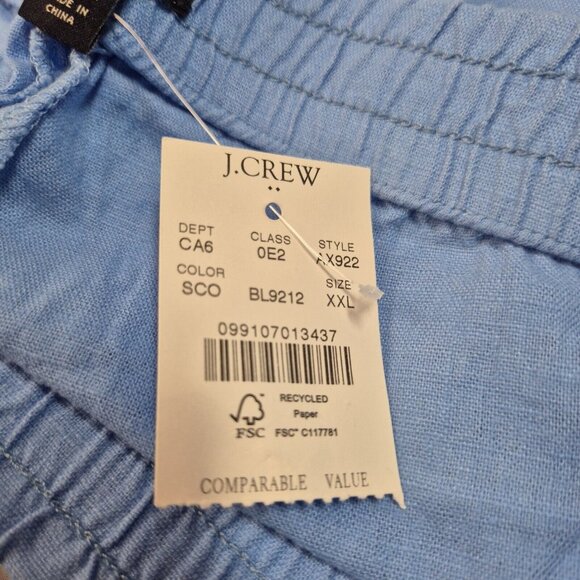 MADE IN
CHINA
J.CREW
DEPT CLASS STYLE
CA6 0E2 AX922
COLOR SIZE
SCO BL9212 XXL
099107013437
RECYCLED
Paper
FSC FSC® C117781
COMPARABLE VALUE